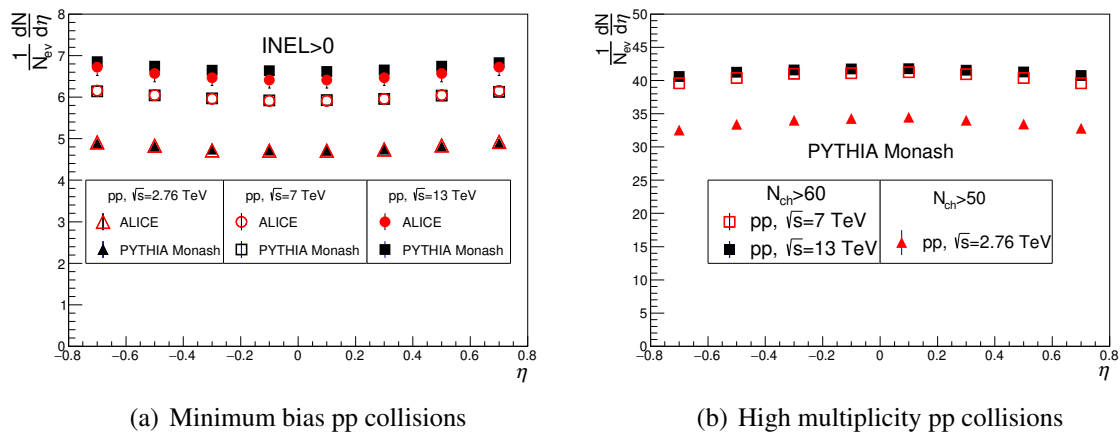 1/N_ev dN/dη
8
7
6
5
4
3
2
1
0
INEL>0
pp, √s=2.76 TeV
ALICE
PYTHIA Monash
pp, √s=7 TeV
ALICE
PYTHIA Monash
pp, √s=13 TeV
ALICE
PYTHIA Monash
−0.8 −0.6 −0.4 −0.2 0 0.2 0.4 0.6 0.8
η
(a) Minimum bias pp collisions
1/N_ev dN/dη
50
45
40
35
30
25
20
15
10
5
0
PYTHIA Monash
N_ch>60
pp, √s=7 TeV
pp, √s=13 TeV
N_ch>50
pp, √s=2.76 TeV
−0.8 −0.6 −0.4 −0.2 0 0.2 0.4 0.6 0.8
η
(b) High multiplicity pp collisions